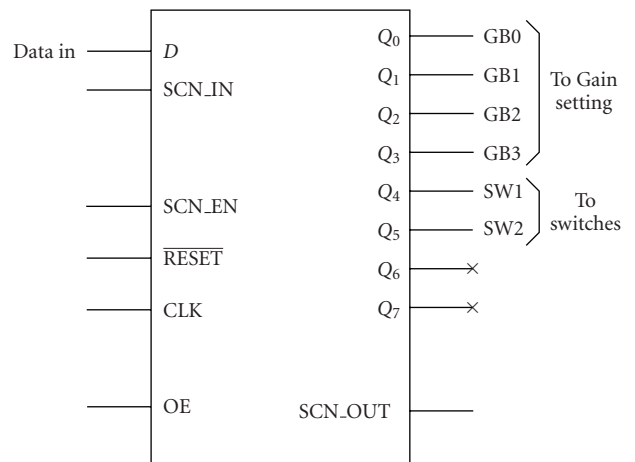 Data in
D
SCN_IN
SCN_EN
RESET
CLK
OE
Q0
Q1
Q2
Q3
Q4
Q5
Q6
Q7
SCN_OUT
GB0
GB1
GB2
GB3
SW1
SW2
To Gain
setting
To
switches